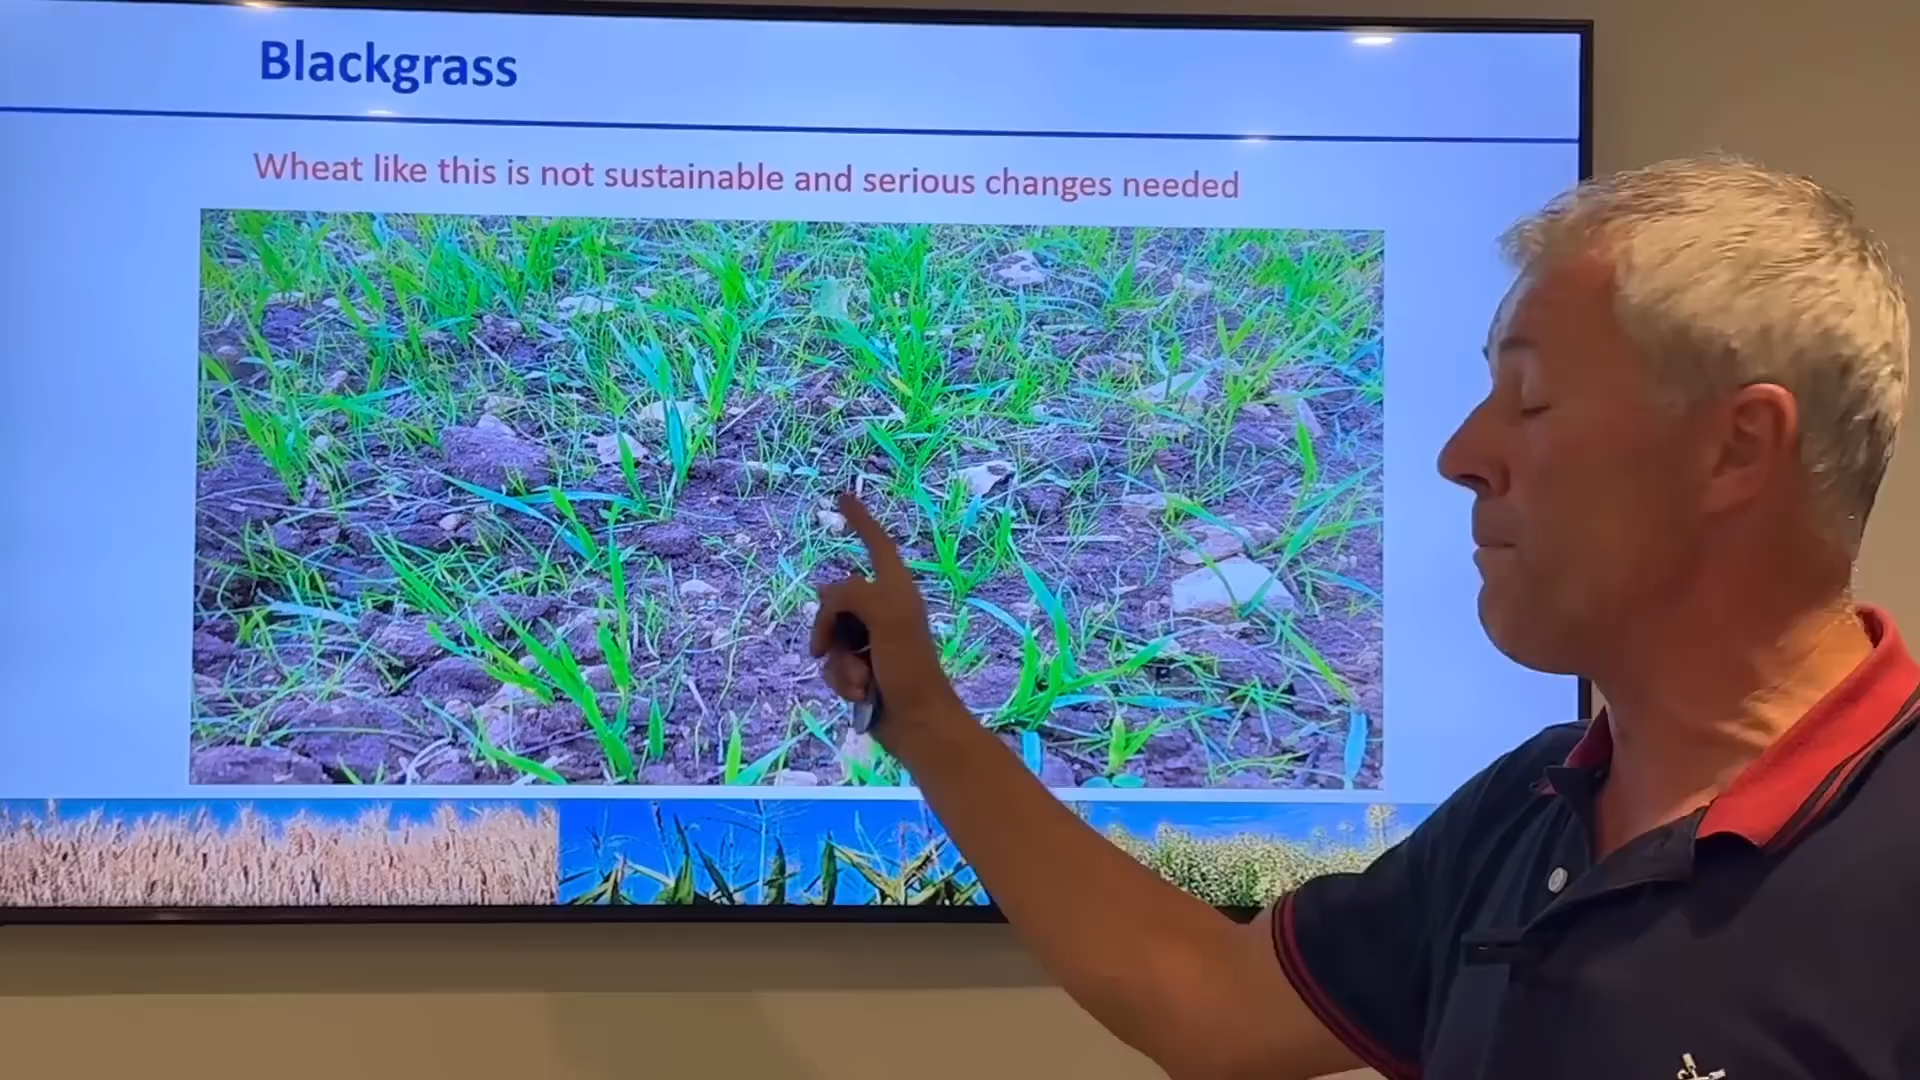 Blackgrass
Wheat like this is not sustainable and serious changes needed